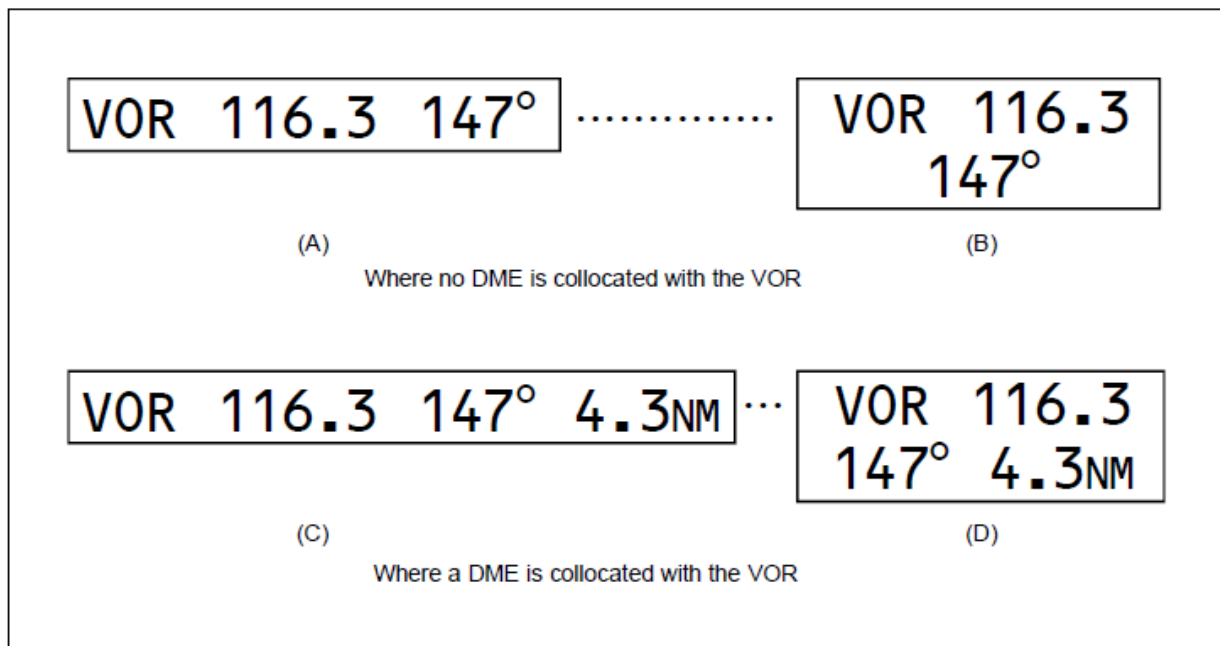 VOR 116.3 147° ..............
VOR 116.3
147°
(A)
(B)
Where no DME is collocated with the VOR
VOR 116.3 147° 4.3NM ...
VOR 116.3
147° 4.3NM
(C)
(D)
Where a DME is collocated with the VOR